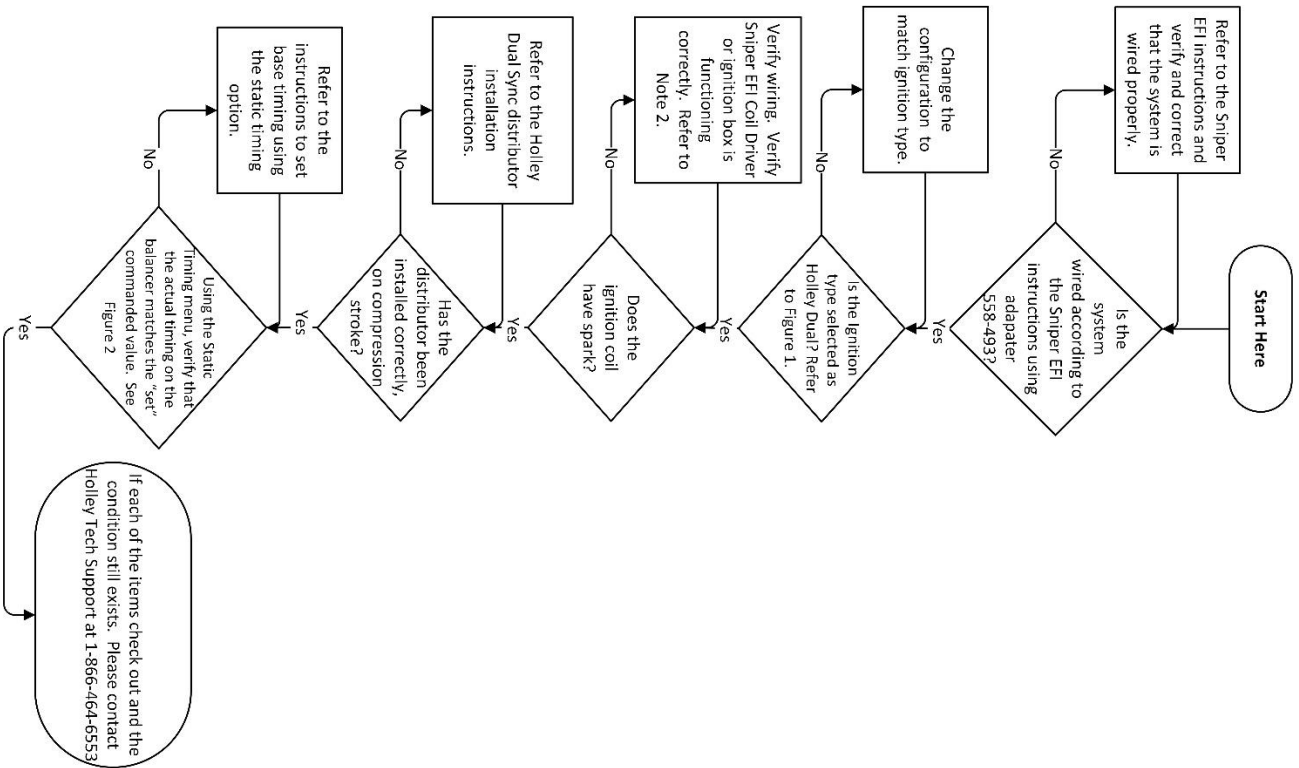 Start Here
Is the
system
wired according to
the Sniper EFI
instructions using
adapater
558-493?
No
Refer to the Sniper
EFI instructions and
verify and correct
that the system is
wired properly.
Yes
Is the Ignition
type selected as
Holley Dual? Refer
to Figure 1.
No
Change the
configuration to
match ignition type.
Yes
Does the
ignition coil
have spark?
No
Verify wiring. Verify
Sniper EFI Coil Driver
or ignition box is
functioning
correctly. Refer to
Note 2.
Yes
Has the
distributor been
installed correctly,
on compression
stroke?
No
Refer to the Holley
Dual Sync distributor
installation
instructions.
Yes
Using the Static
Timing menu, verify that
the actual timing on the
balancer matches the “set”
commanded value. See
Figure 2
No
Refer to the
instructions to set
base timing using
the static timing
option.
Yes
If each of the items check out and the
condition still exists. Please contact
Holley Tech Support at 1-866-464-6553